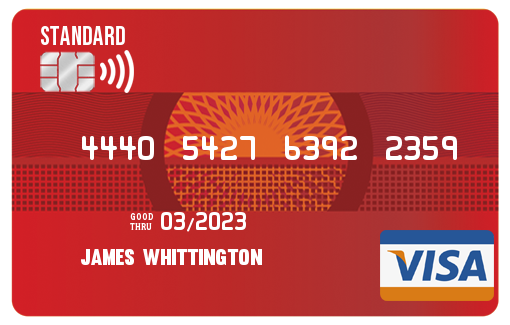 STANDARD
4440 5427 6392 2359
GOOD
THRU 03/2023
JAMES WHITTINGTON
VISA